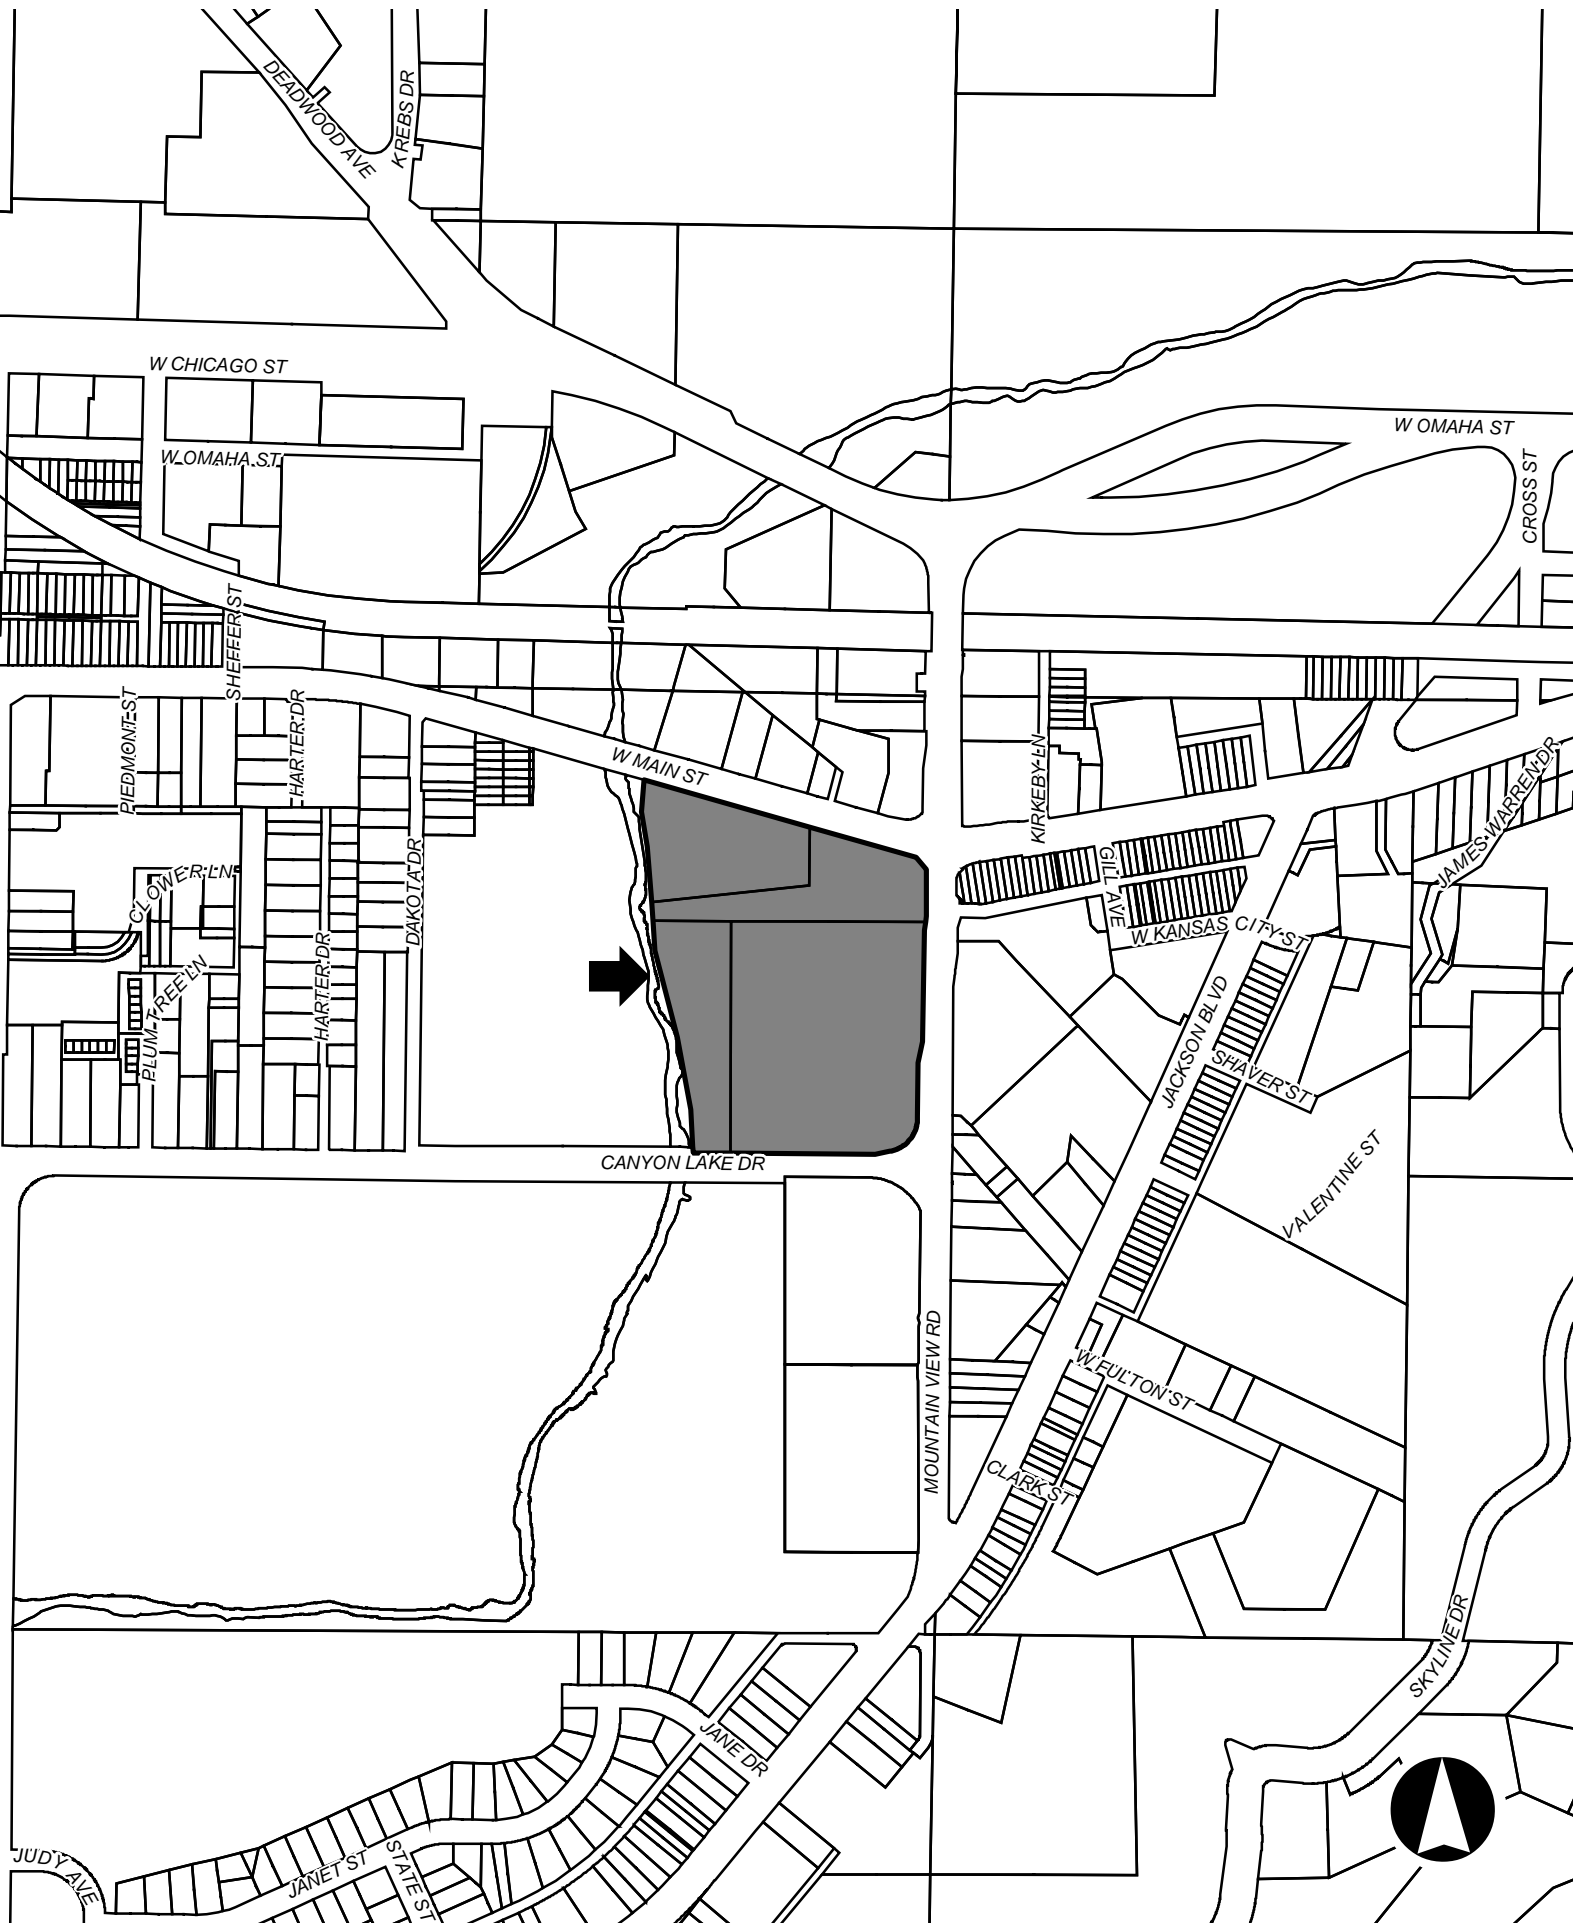 DEADWOOD AVE
KREBS DR
W CHICAGO ST
W OMAHA ST
W OMAHA ST
CROSS ST
SHEFFER ST
PIEDMONT ST
HARTER DR
W MAIN ST
KIRKEBY LN
JAMES WARREN DR
DAKOTA DR
CLOWER LN
GILL AVE
W KANSAS CITY ST
PLUM TREE LN
HARTER DR
JACKSON BLVD
SHAVER ST
CANYON LAKE DR
VALENTINE ST
MOUNTAIN VIEW RD
W FULTON ST
CLARK ST
SKYLINE DR
JANE DR
JUDY AVE
JANET ST
STATE ST